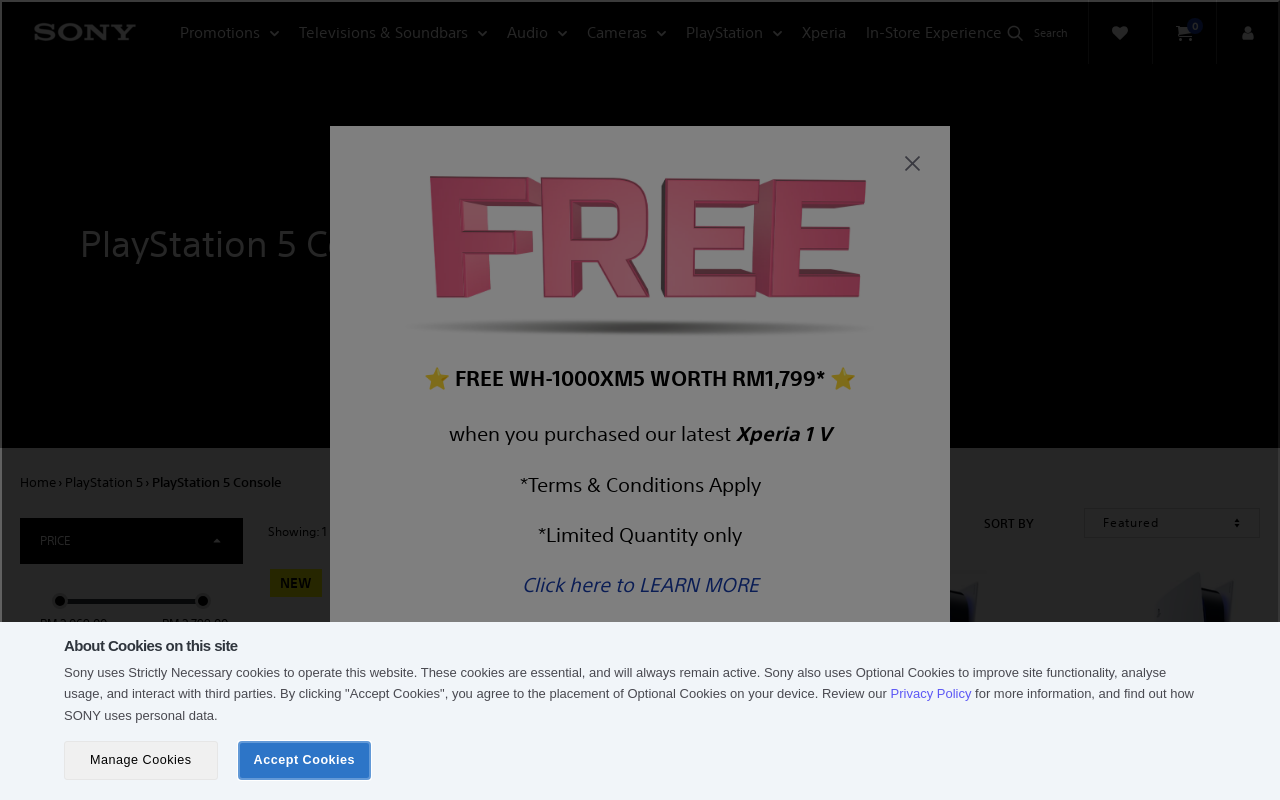 SONY
Promotions Televisions & Soundbars Audio Cameras PlayStation Xperia In-Store Experience Search 0
PlayStation 5 Co
FREE
⭐ FREE WH-1000XM5 WORTH RM1,799* ⭐
when you purchased our latest Xperia 1 V
*Terms & Conditions Apply
*Limited Quantity only
Click here to LEARN MORE
Home › PlayStation 5 › PlayStation 5 Console
PRICE
Showing: 1
SORT BY
Featured
NEW
About Cookies on this site
Sony uses Strictly Necessary cookies to operate this website. These cookies are essential, and will always remain active. Sony also uses Optional Cookies to improve site functionality, analyse
usage, and interact with third parties. By clicking "Accept Cookies", you agree to the placement of Optional Cookies on your device. Review our Privacy Policy for more information, and find out how
SONY uses personal data.
Manage Cookies
Accept Cookies